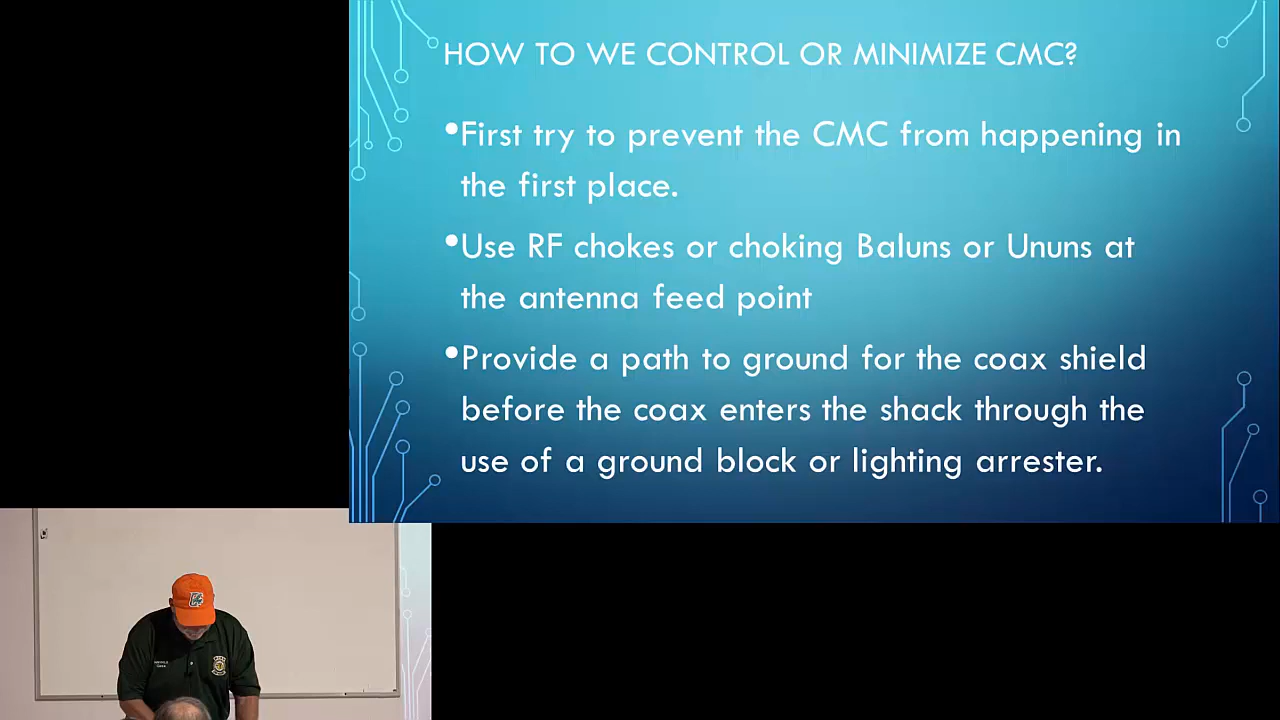 HOW TO WE CONTROL OR MINIMIZE CMC?
•First try to prevent the CMC from happening in
the first place.
•Use RF chokes or choking Baluns or Ununs at
the antenna feed point
•Provide a path to ground for the coax shield
before the coax enters the shack through the
use of a ground block or lighting arrester.